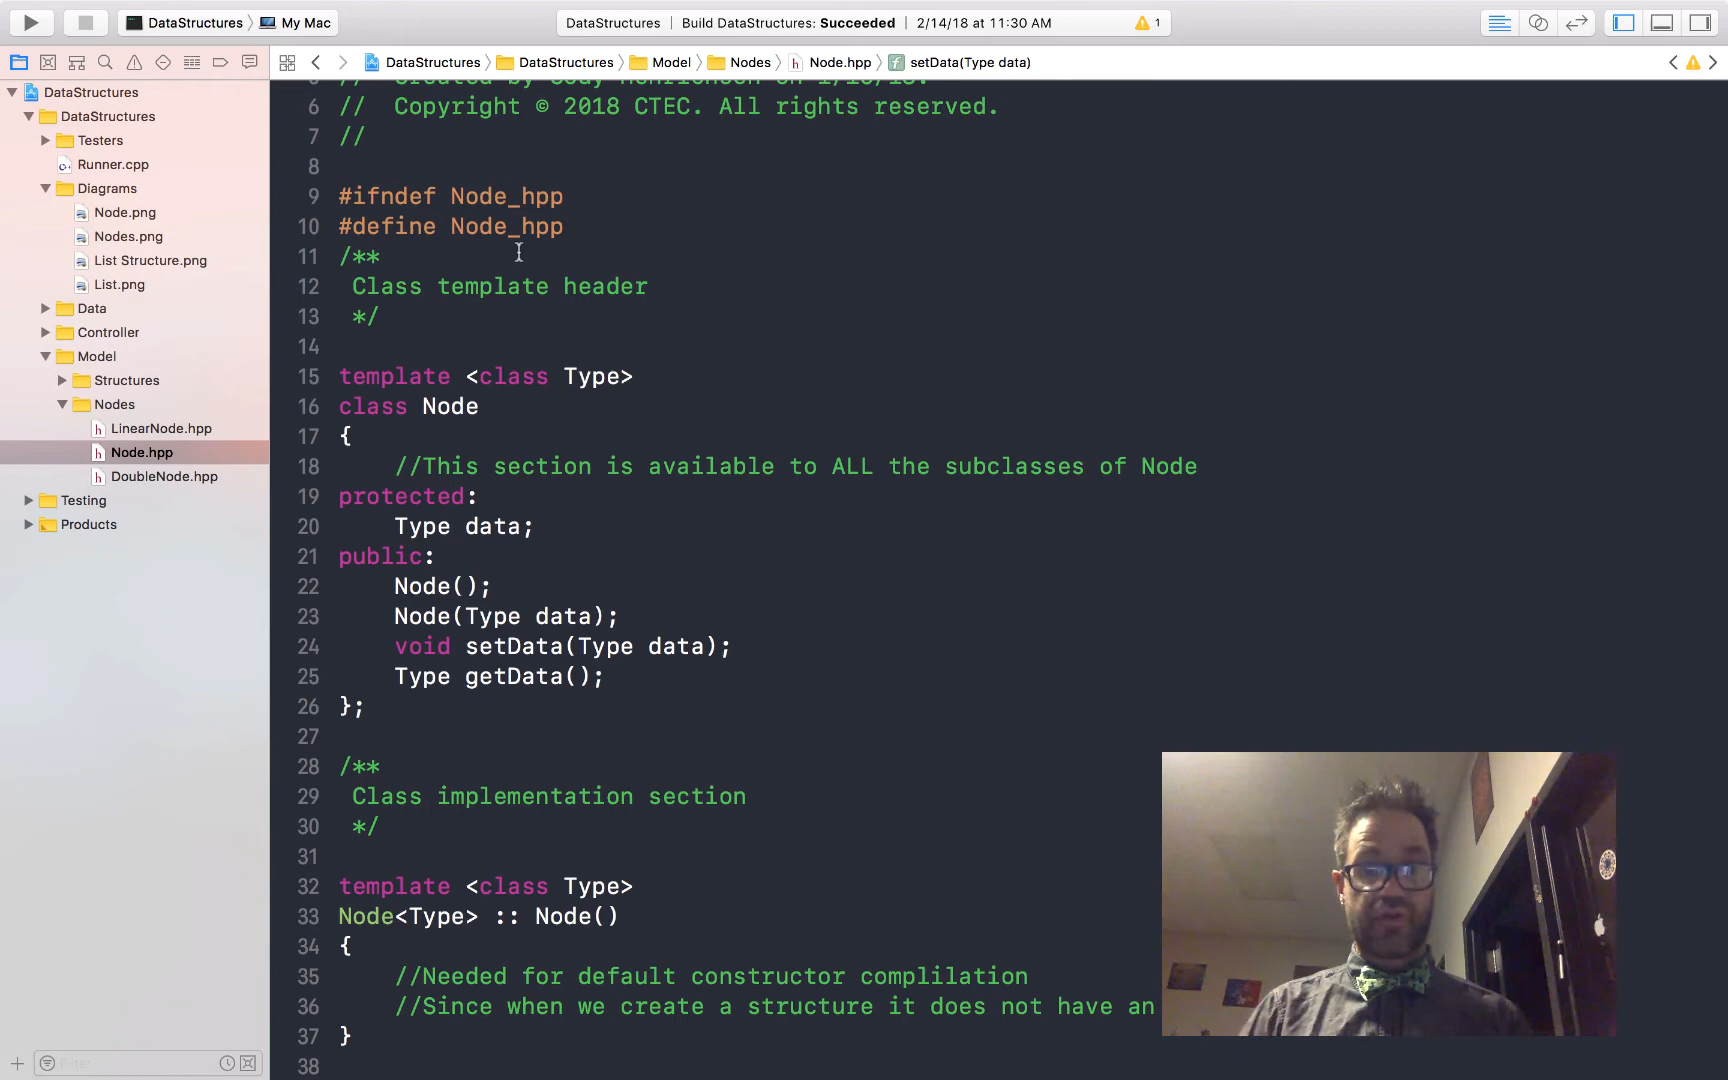 DataStructures My Mac
DataStructures | Build DataStructures: Succeeded | 2/14/18 at 11:30 AM 1
DataStructures DataStructures Model Nodes Node.hpp setData(Type data)
DataStructures
DataStructures
Testers
Runner.cpp
Diagrams
Node.png
Nodes.png
List Structure.png
List.png
Data
Controller
Model
Structures
Nodes
LinearNode.hpp
Node.hpp
DoubleNode.hpp
Testing
Products
Filter
6 // Copyright © 2018 CTEC. All rights reserved.
7 //
8
9 #ifndef Node_hpp
10 #define Node_hpp
11 /**
12 Class template header
13 */
14
15 template <class Type>
16 class Node
17 {
18 //This section is available to ALL the subclasses of Node
19 protected:
20 Type data;
21 public:
22 Node();
23 Node(Type data);
24 void setData(Type data);
25 Type getData();
26 };
27
28 /**
29 Class implementation section
30 */
31
32 template <class Type>
33 Node<Type> :: Node()
34 {
35 //Needed for default constructor complilation
36 //Since when we create a structure it does not have an
37 }
38